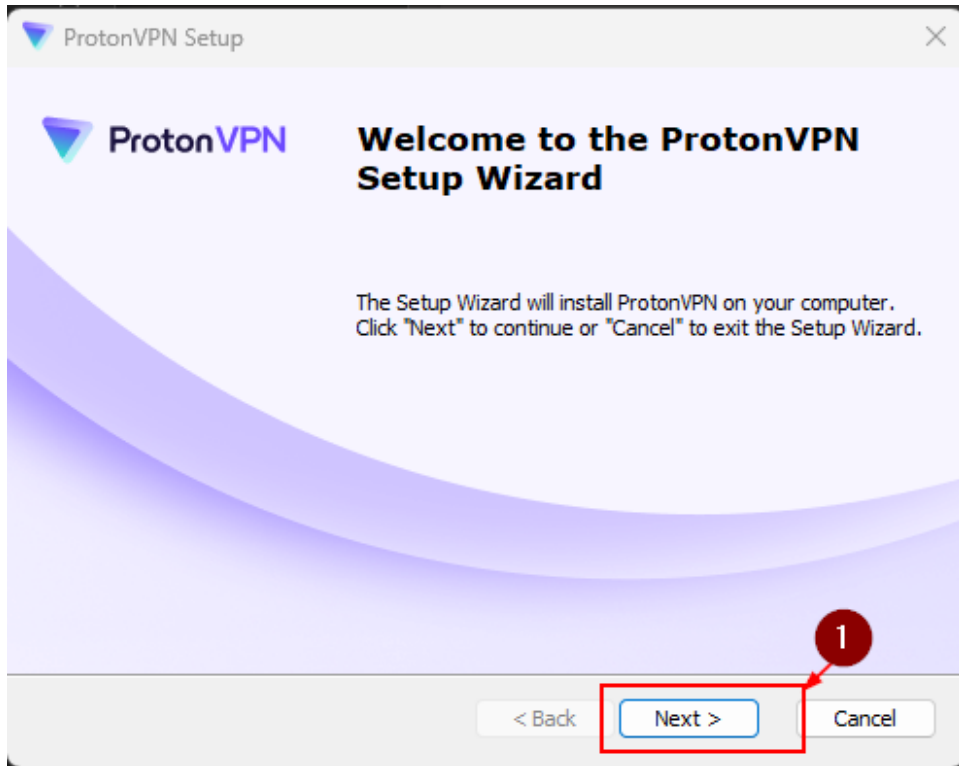 ProtonVPN Setup
ProtonVPN
Welcome to the ProtonVPN
Setup Wizard
The Setup Wizard will install ProtonVPN on your computer.
Click "Next" to continue or "Cancel" to exit the Setup Wizard.
1
< Back
Next >
Cancel